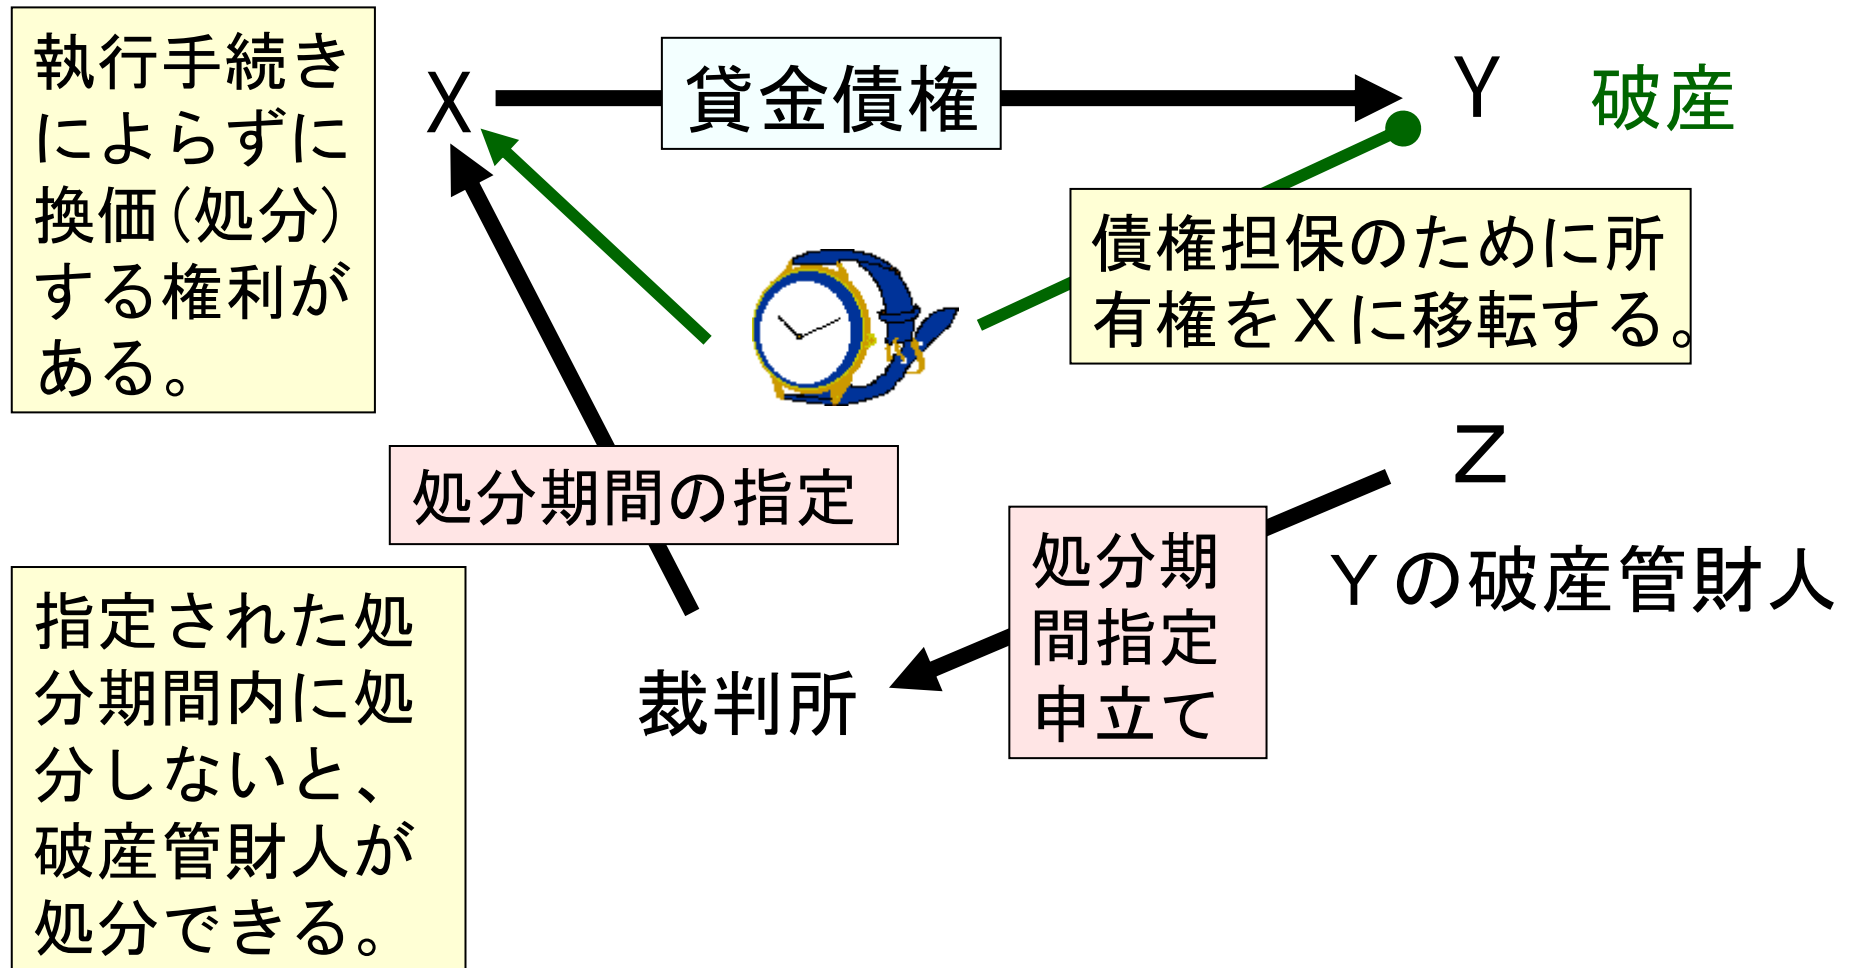 執行手続き
によらずに
換価（処分）
する権利が
ある。
Ｘ
貸金債権
Ｙ
破産
債権担保のために所
有権をＸに移転する。
処分期間の指定
Ｚ
Ｙの破産管財人
処分期
間指定
申立て
裁判所
指定された処
分期間内に処
分しないと、
破産管財人が
処分できる。